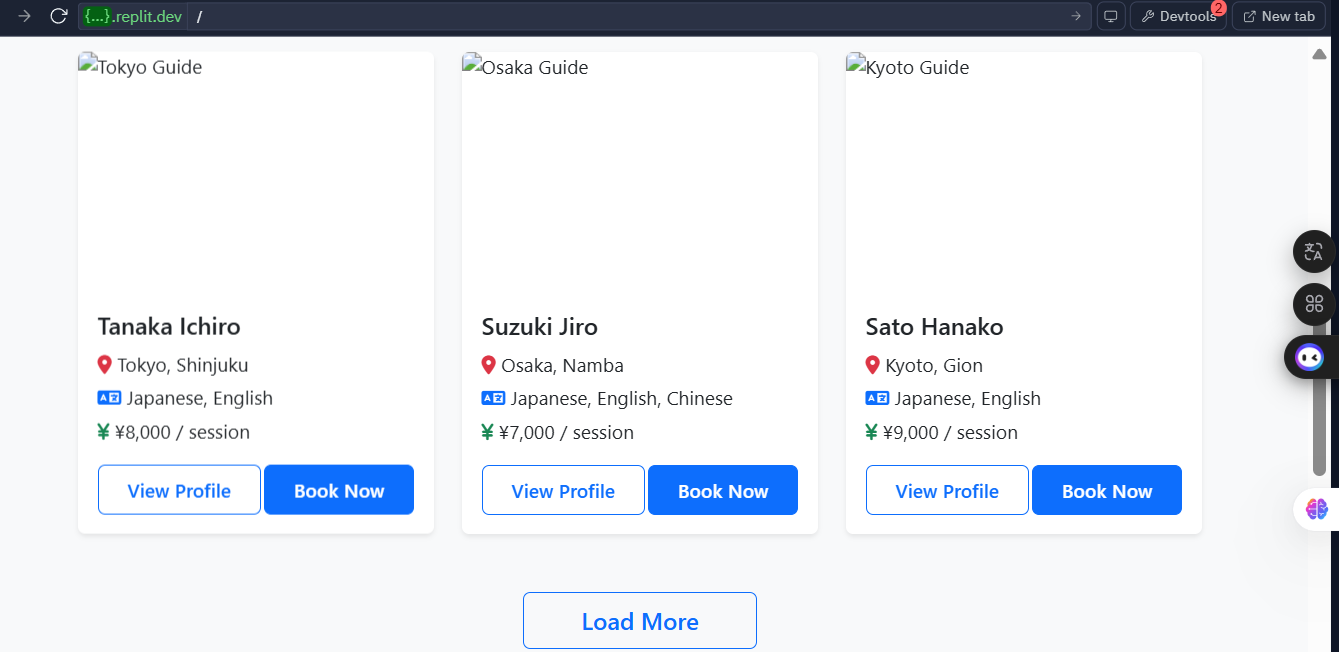 {...}.replit.dev /
Devtools 2
New tab
Tokyo Guide
Osaka Guide
Kyoto Guide
Tanaka Ichiro
Tokyo, Shinjuku
Japanese, English
¥ ¥8,000 / session
View Profile
Book Now
Suzuki Jiro
Osaka, Namba
Japanese, English, Chinese
¥ ¥7,000 / session
View Profile
Book Now
Sato Hanako
Kyoto, Gion
Japanese, English
¥ ¥9,000 / session
View Profile
Book Now
Load More